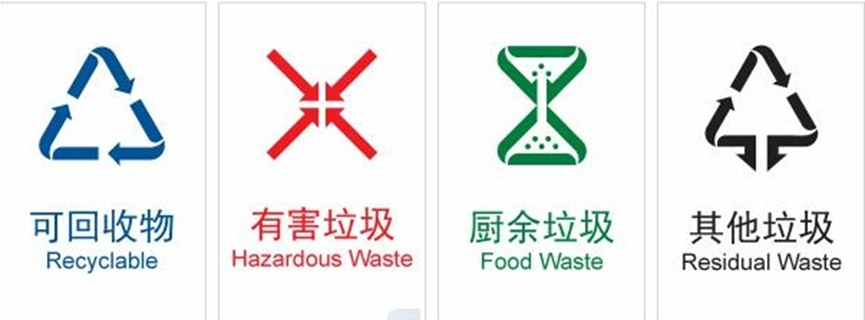 可回收物
Recyclable
有害垃圾
Hazardous Waste
厨余垃圾
Food Waste
其他垃圾
Residual Waste